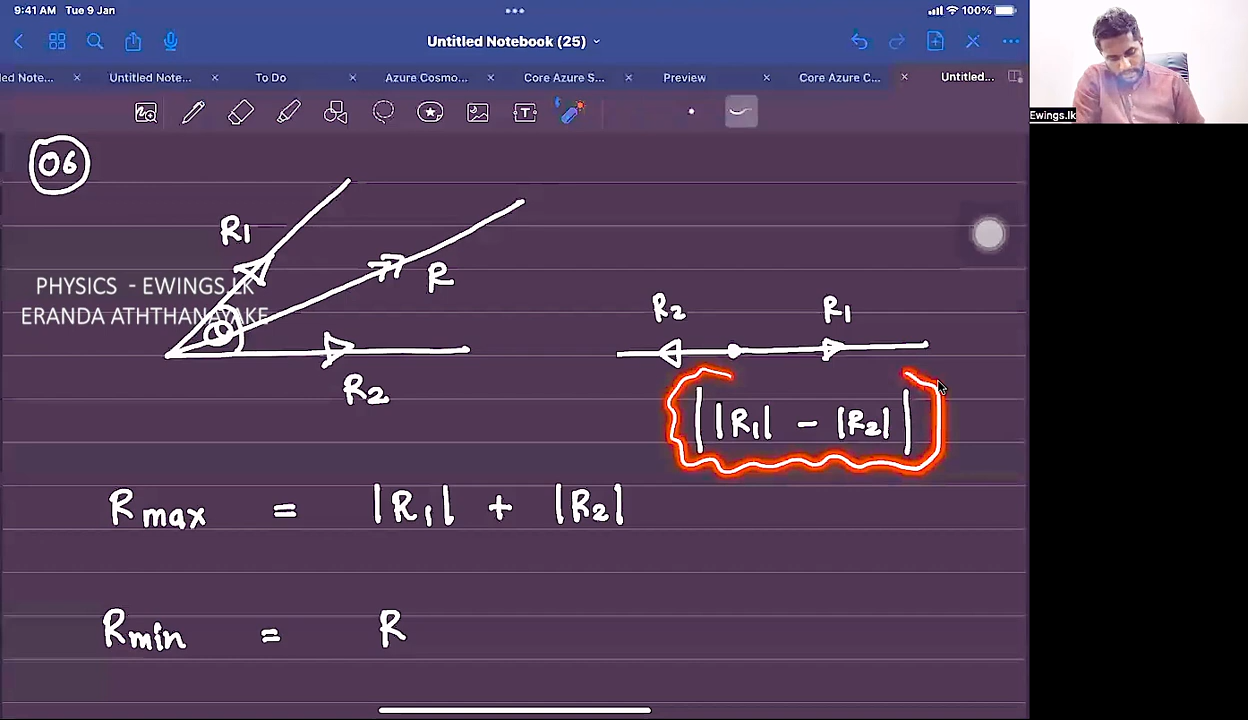 9:41 AM Tue 9 Jan
100%
Untitled Notebook (25)
led Note...
Untitled Note...
To Do
Azure Cosmo...
Core Azure S...
Preview
Core Azure C...
Untitled...
Ewings.lk
06
R1
R
R2
PHYSICS - EWINGS.LK
ERANDA ATHTHANAYAKE
R2 R1
||R1| - |R2||
Rmax = |R1| + |R2|
Rmin = R